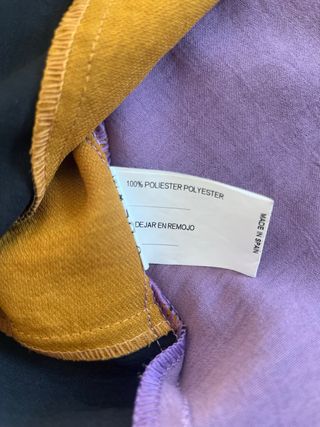 100% POLIESTER POLYESTER
DEJAR EN REMOJO
MADE IN SPAIN